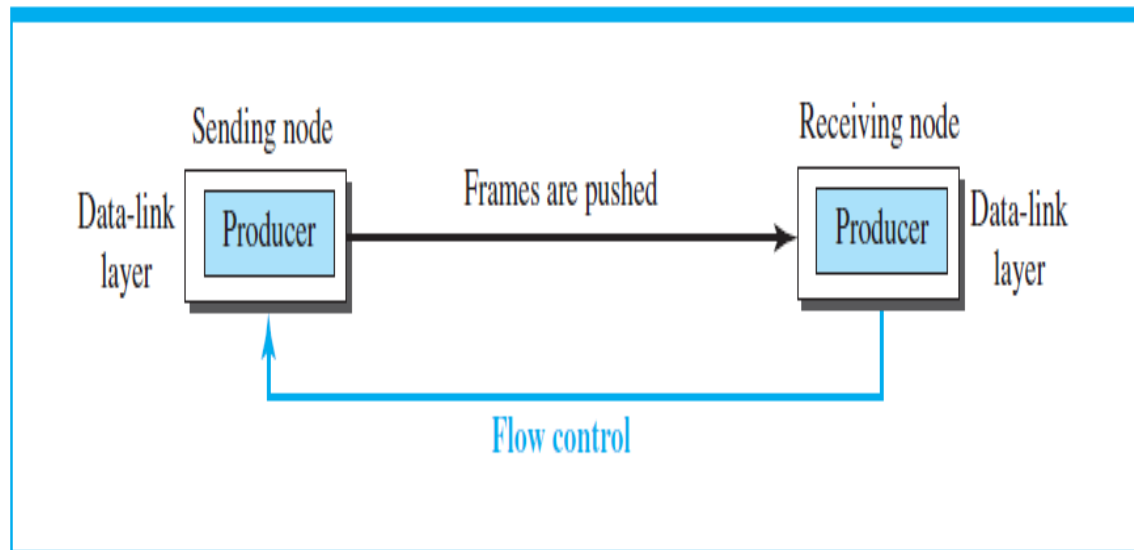 Sending node
Data-link
layer
Producer
Frames are pushed
Receiving node
Producer
Data-link
layer
Flow control